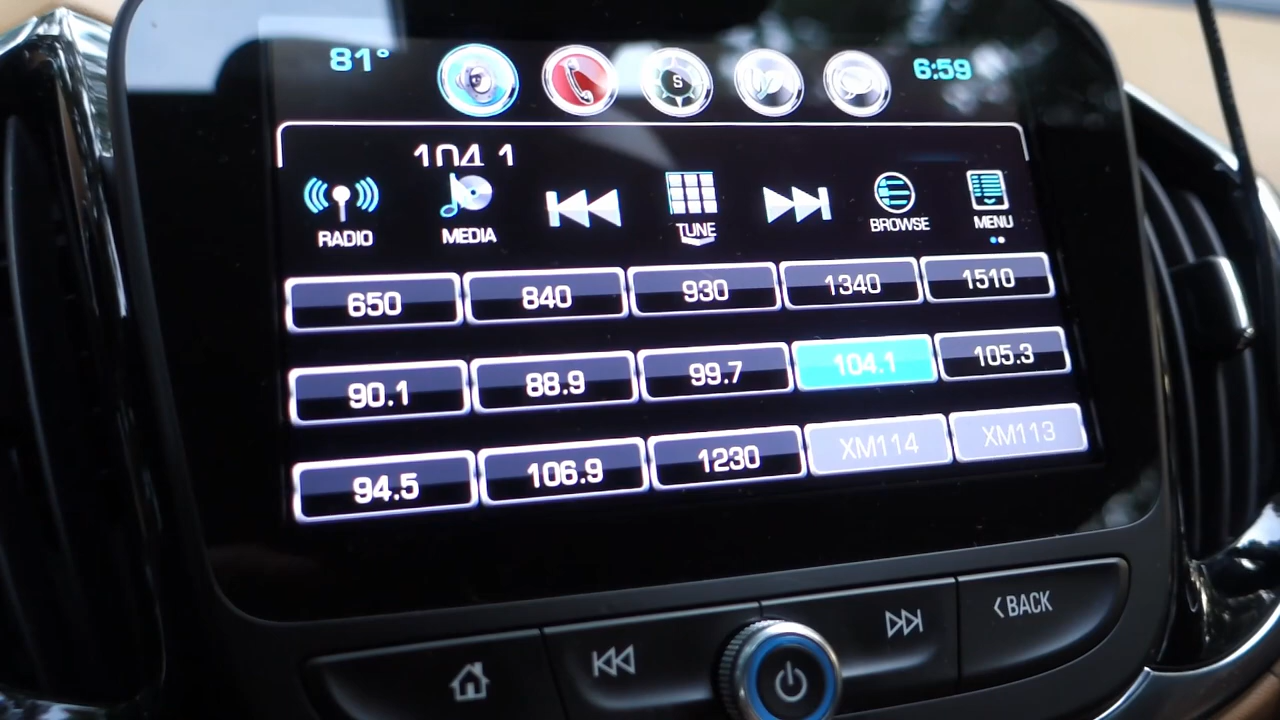 81° S 6:59
104.1
RADIO MEDIA TUNE BROWSE MENU
650 840 930 1340 1510
90.1 88.9 99.7 104.1 105.3
94.5 106.9 1230 XM114 XM113
<BACK